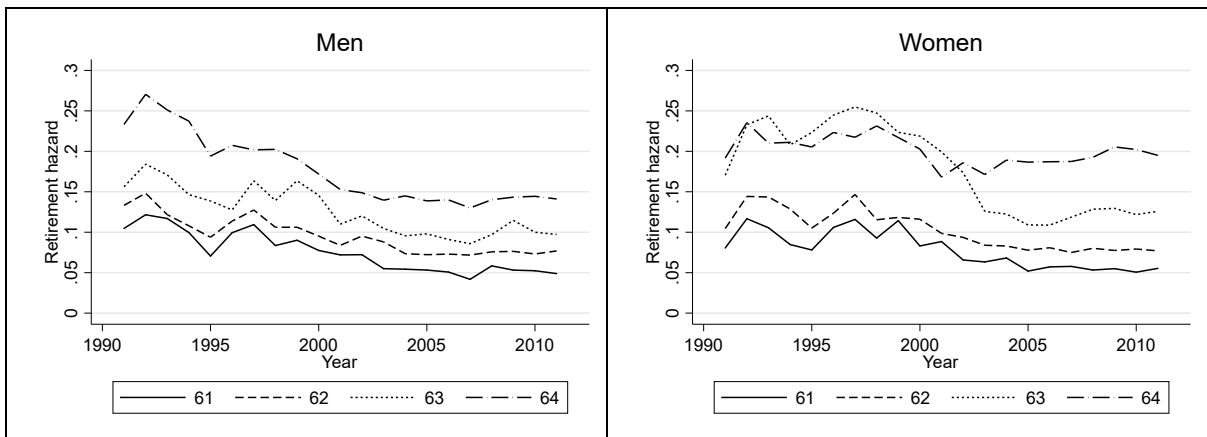 Men
Retirement hazard
.3
.25
.2
.15
.1
.05
0
1990 1995 2000 2005 2010
Year
61 62 63 64
Women
Retirement hazard
.3
.25
.2
.15
.1
.05
0
1990 1995 2000 2005 2010
Year
61 62 63 64